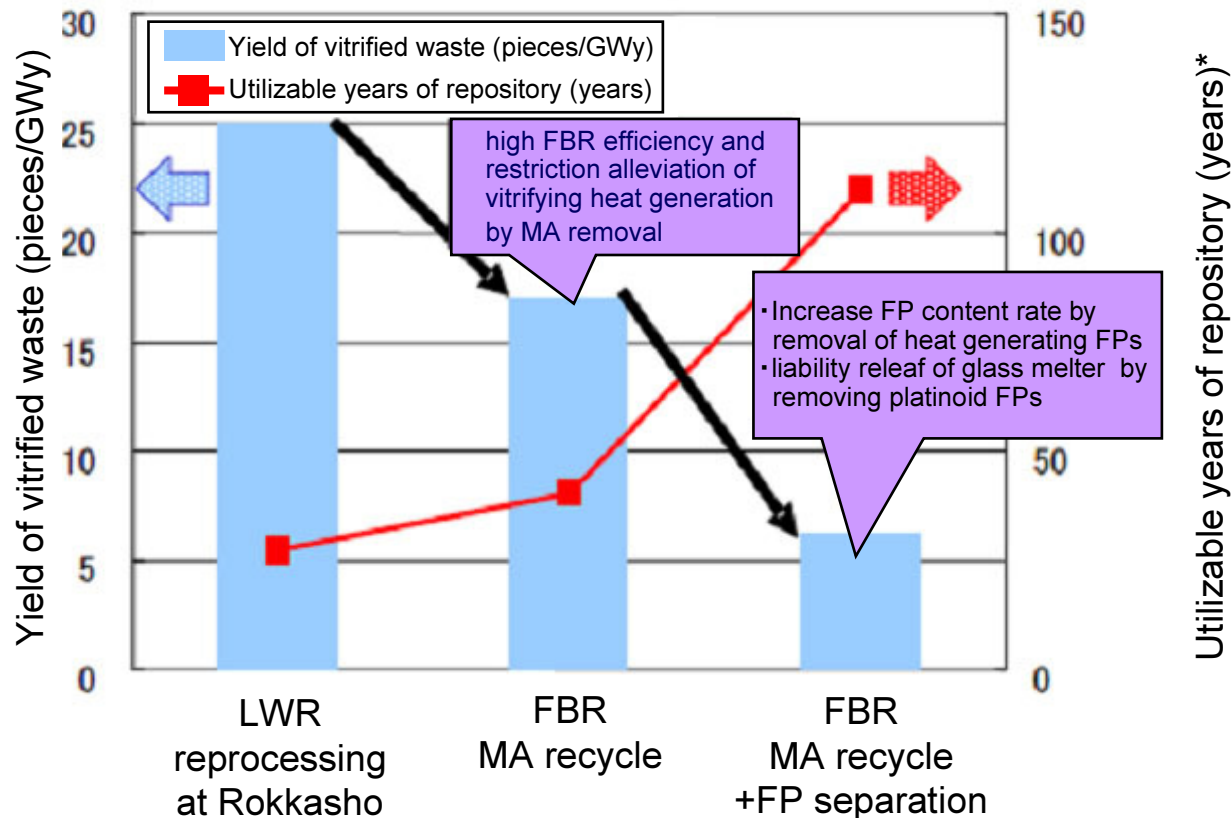 Yield of vitrified waste (pieces/GWy)
30
25
20
15
10
5
0
Yield of vitrified waste (pieces/GWy)
Utilizable years of repository (years)
high FBR efficiency and
restriction alleviation of
vitrifying heat generation
by MA removal
・Increase FP content rate by
removal of heat generating FPs
・liability releaf of glass melter by
removing platinoid FPs
150
100
50
0
Utilizable years of repository (years)*
LWR
reprocessing
at Rokkasho
FBR
MA recycle
FBR
MA recycle
+FP separation